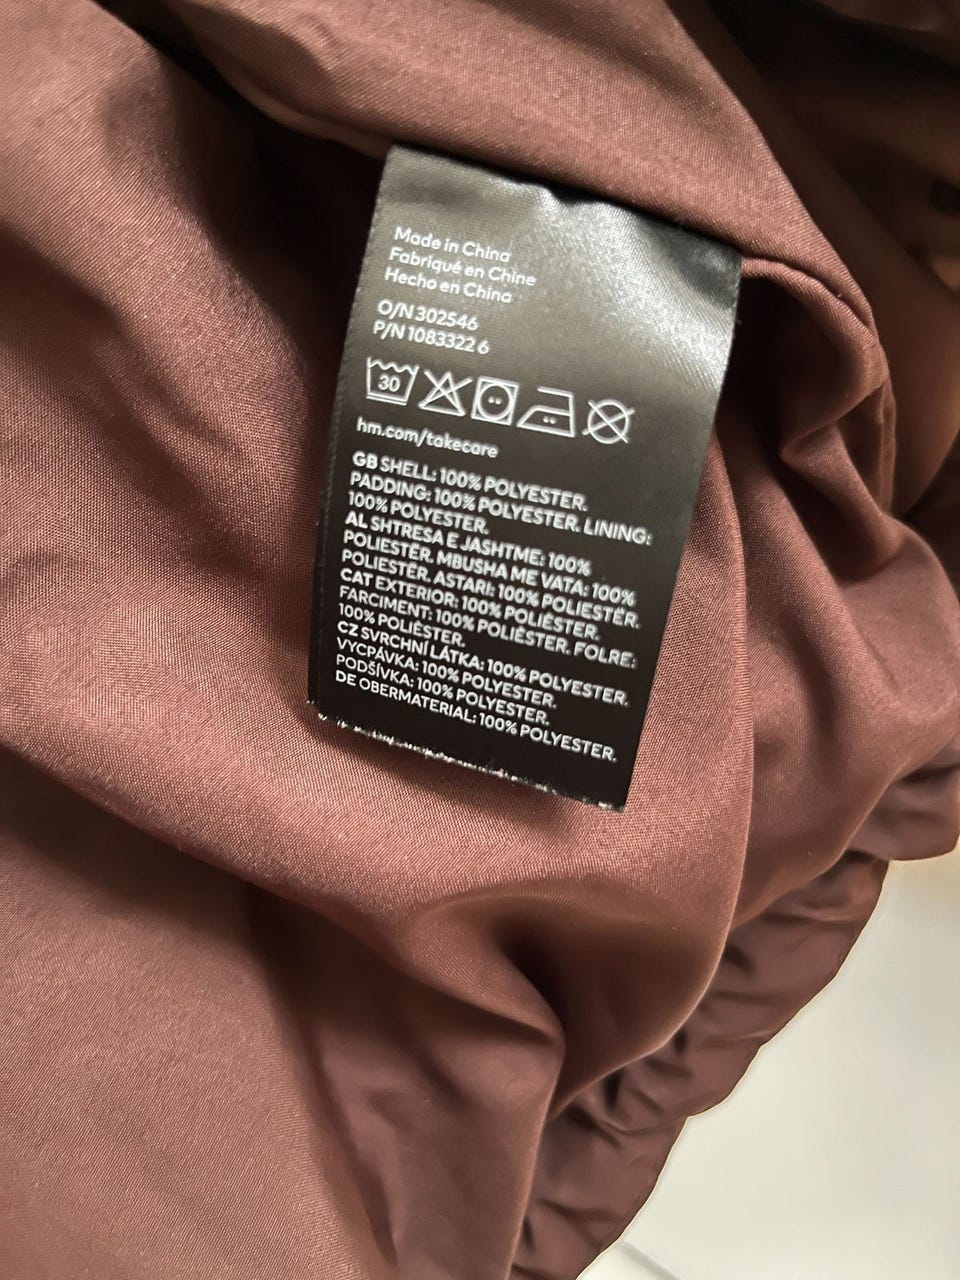 Made in China
Fabriqué en Chine
Hecho en China
O/N 302546
P/N 1083322 6
30
hm.com/takecare
GB SHELL: 100% POLYESTER.
PADDING: 100% POLYESTER. LINING:
100% POLYESTER.
AL SHTRESA E JASHTME: 100%
POLIESTËR. MBUSHA ME VATA: 100%
POLIESTËR. ASTARI: 100% POLIESTËR.
CAT EXTERIOR: 100% POLIÈSTER.
FARCIMENT: 100% POLIÈSTER. FOLRE:
100% POLIÈSTER.
CZ SVRCHNÍ LÁTKA: 100% POLYESTER.
VYCPÁVKA: 100% POLYESTER.
PODŠÍVKA: 100% POLYESTER.
DE OBERMATERIAL: 100% POLYESTER.